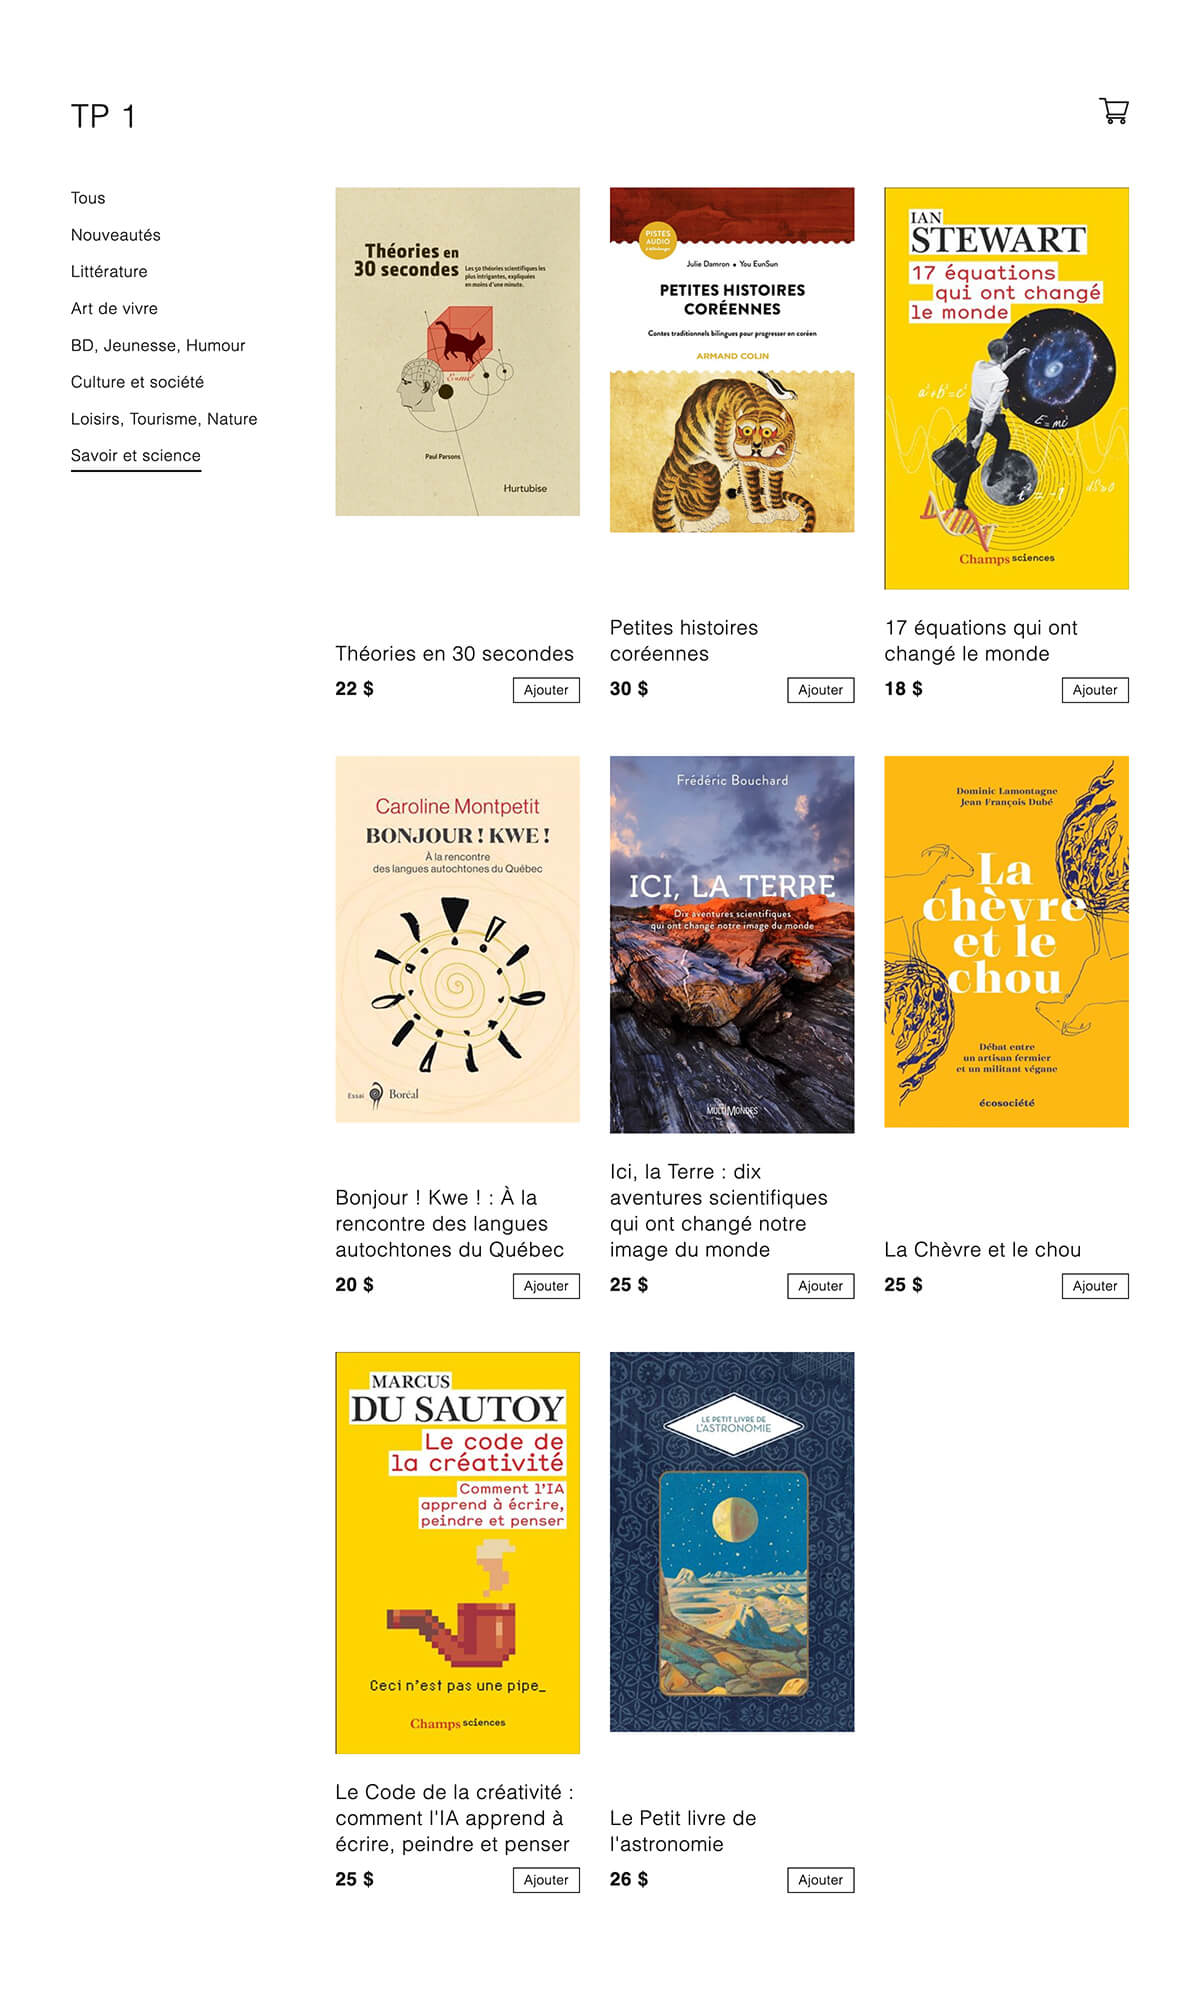 TP 1
Tous
Nouveautés
Littérature
Art de vivre
BD, Jeunesse, Humour
Culture et société
Loisirs, Tourisme, Nature
Savoir et science
Théories en
30 secondes
Les 50 théories scientifiques les
plus intrigantes, expliquées
en moins d'une minute.
E=mc²
Paul Parsons
Hurtubise
Théories en 30 secondes
22 $
Ajouter
PISTES
AUDIO
à télécharger
Julie Damron • You EunSun
PETITES HISTOIRES
CORÉENNES
Contes traditionnels bilingues pour progresser en coréen
ARMAND COLIN
Petites histoires
coréennes
30 $
Ajouter
IAN
STEWART
17 équations
qui ont changé
le monde
a²+b²=c²
E=mc²
i²=-1
dS≥0
Champs sciences
17 équations qui ont
changé le monde
18 $
Ajouter
Caroline Montpetit
BONJOUR ! KWE !
À la rencontre
des langues autochtones du Québec
Essai
Boréal
Bonjour ! Kwe ! : À la
rencontre des langues
autochtones du Québec
20 $
Ajouter
Frédéric Bouchard
ICI, LA TERRE
Dix aventures scientifiques
qui ont changé notre image du monde
MULTIMONDES
Ici, la Terre : dix
aventures scientifiques
qui ont changé notre
image du monde
25 $
Ajouter
Dominic Lamontagne
Jean-François Dubé
La
chèvre
et le
chou
Débat entre
un artisan fermier
et un militant végane
écosociété
La Chèvre et le chou
25 $
Ajouter
MARCUS
DU SAUTOY
Le code de
la créativité
Comment l'IA
apprend à écrire,
peindre et penser
Ceci n'est pas une pipe_
Champs sciences
Le Code de la créativité :
comment l'IA apprend à
écrire, peindre et penser
25 $
Ajouter
LE PETIT LIVRE DE
L'ASTRONOMIE
Le Petit livre de
l'astronomie
26 $
Ajouter